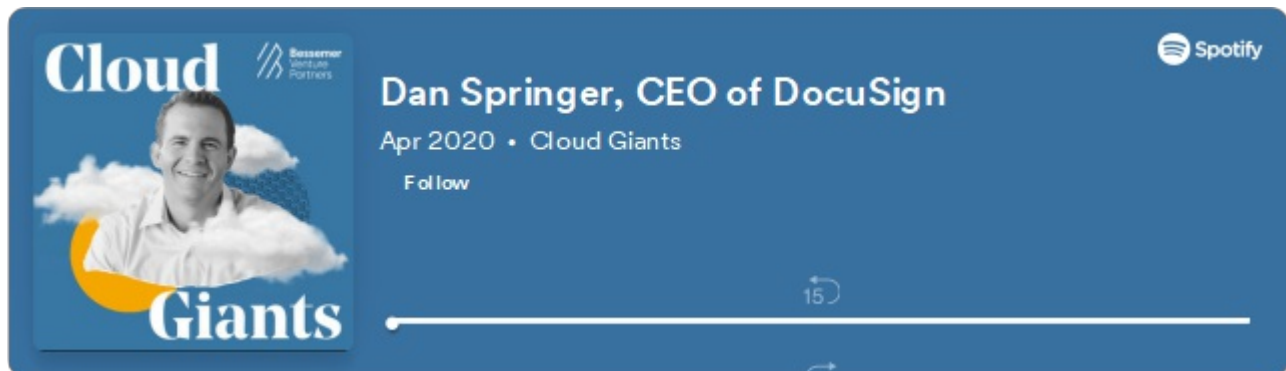 Cloud
Bessemer
Venture
Partners
Giants
Spotify
Dan Springer, CEO of DocuSign
Apr 2020 • Cloud Giants
Follow
15